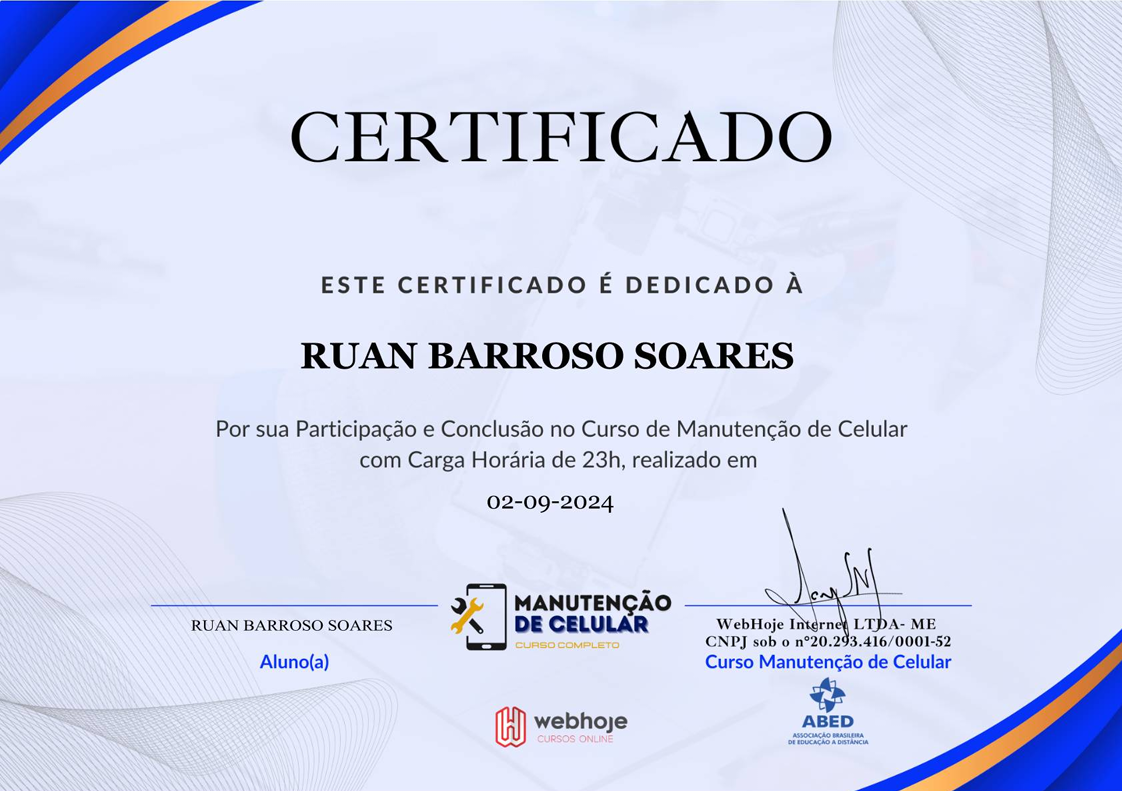 CERTIFICADO
ESTE CERTIFICADO É DEDICADO À
RUAN BARROSO SOARES
Por sua Participação e Conclusão no Curso de Manutenção de Celular
com Carga Horária de 23h, realizado em
02-09-2024
RUAN BARROSO SOARES
Aluno(a)
MANUTENÇÃO
DE CELULAR
CURSO COMPLETO
WebHoje Internet LTDA- ME
CNPJ sob o n°20.293.416/0001-52
Curso Manutenção de Celular
webhoje
CURSOS ONLINE
ABED
ASSOCIAÇÃO BRASILEIRA
DE EDUCAÇÃO A DISTÂNCIA